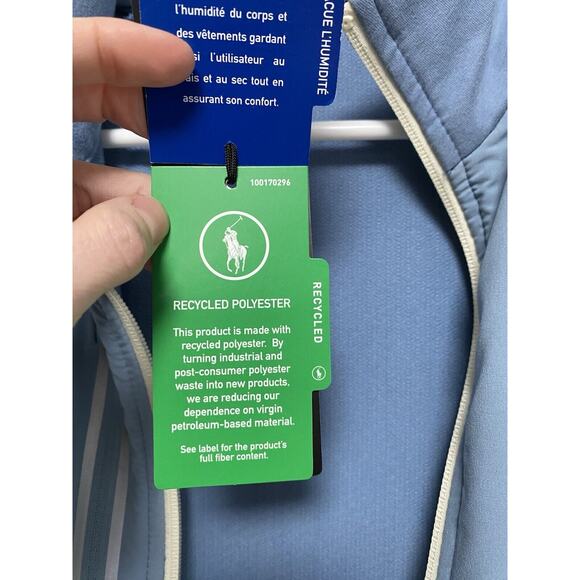 l'humidité du corps et
des vêtements gardant
si l'utilisateur au
ais et au sec tout en
assurant son confort.
CUE L'HUMIDITÉ
100170296
RECYCLED POLYESTER
This product is made with
recycled polyester. By
turning industrial and
post-consumer polyester
waste into new products,
we are reducing our
dependence on virgin
petroleum-based material.
See label for the product's
full fiber content.
RECYCLED